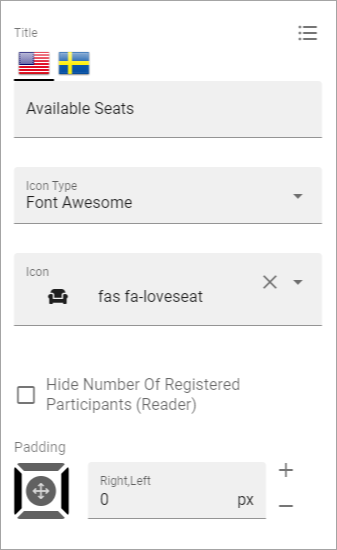 Title
Available Seats
Icon Type
Font Awesome
Icon
fas fa-loveseat
Hide Number Of Registered
Participants (Reader)
Padding
Right,Left
0 px